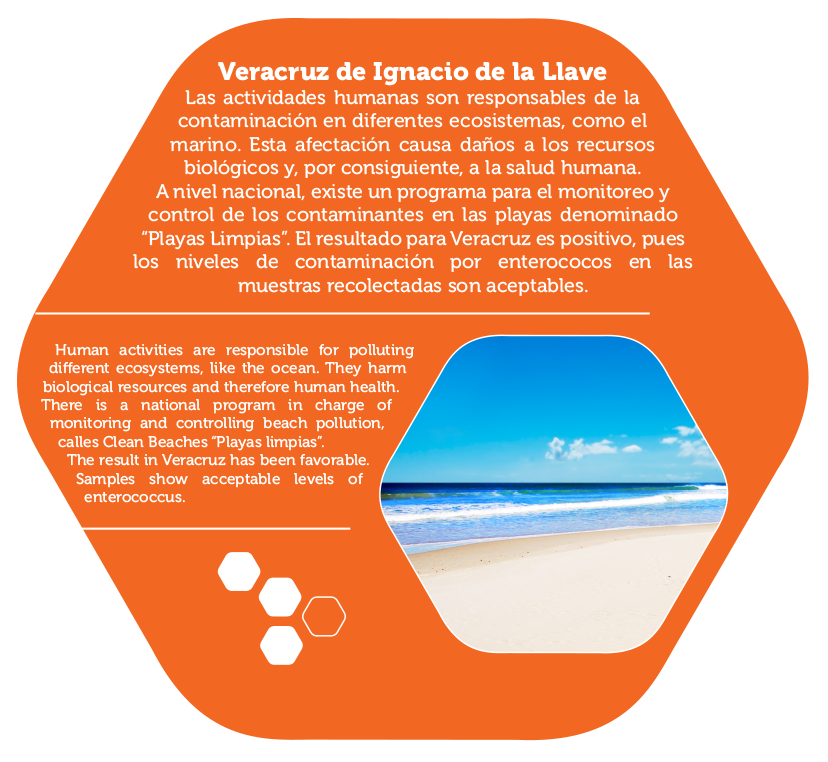 Veracruz de Ignacio de la Llave
Las actividades humanas son responsables de la
contaminación en diferentes ecosistemas, como el
marino. Esta afectación causa daños a los recursos
biológicos y, por consiguiente, a la salud humana.
A nivel nacional, existe un programa para el monitoreo y
control de los contaminantes en las playas denominado
“Playas Limpias”. El resultado para Veracruz es positivo, pues
los niveles de contaminación por enterococos en las
muestras recolectadas son aceptables.
Human activities are responsible for polluting
different ecosystems, like the ocean. They harm
biological resources and therefore human health.
There is a national program in charge of
monitoring and controlling beach pollution,
calles Clean Beaches “Playas limpias”.
The result in Veracruz has been favorable.
Samples show acceptable levels of
enterococcus.